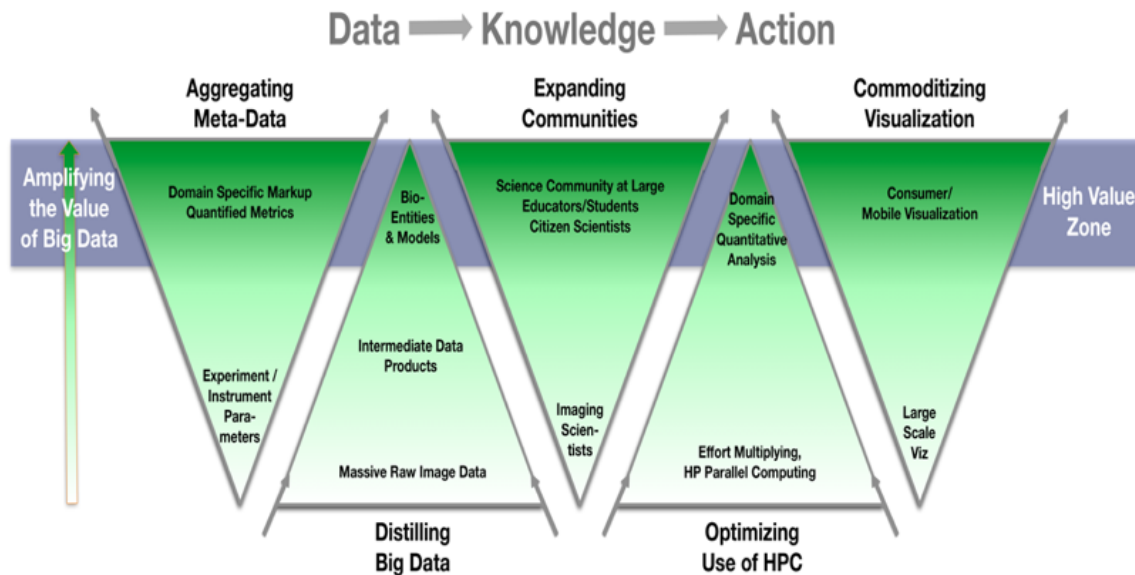 Data Knowledge Action
Aggregating
Meta-Data
Expanding
Communities
Commoditizing
Visualization
Amplifying
the Value
of Big Data
Domain Specific Markup
Quantified Metrics
Experiment /
Instrument
Para-
meters
Bio-
Entities
& Models
Intermediate Data
Products
Massive Raw Image Data
Science Community at Large
Educators/Students
Citizen Scientists
Imaging
Scien-
tists
Domain
Specific
Quantitative
Analysis
Effort Multiplying,
HP Parallel Computing
Consumer/
Mobile Visualization
Large
Scale
Viz
High Value
Zone
Distilling
Big Data
Optimizing
Use of HPC